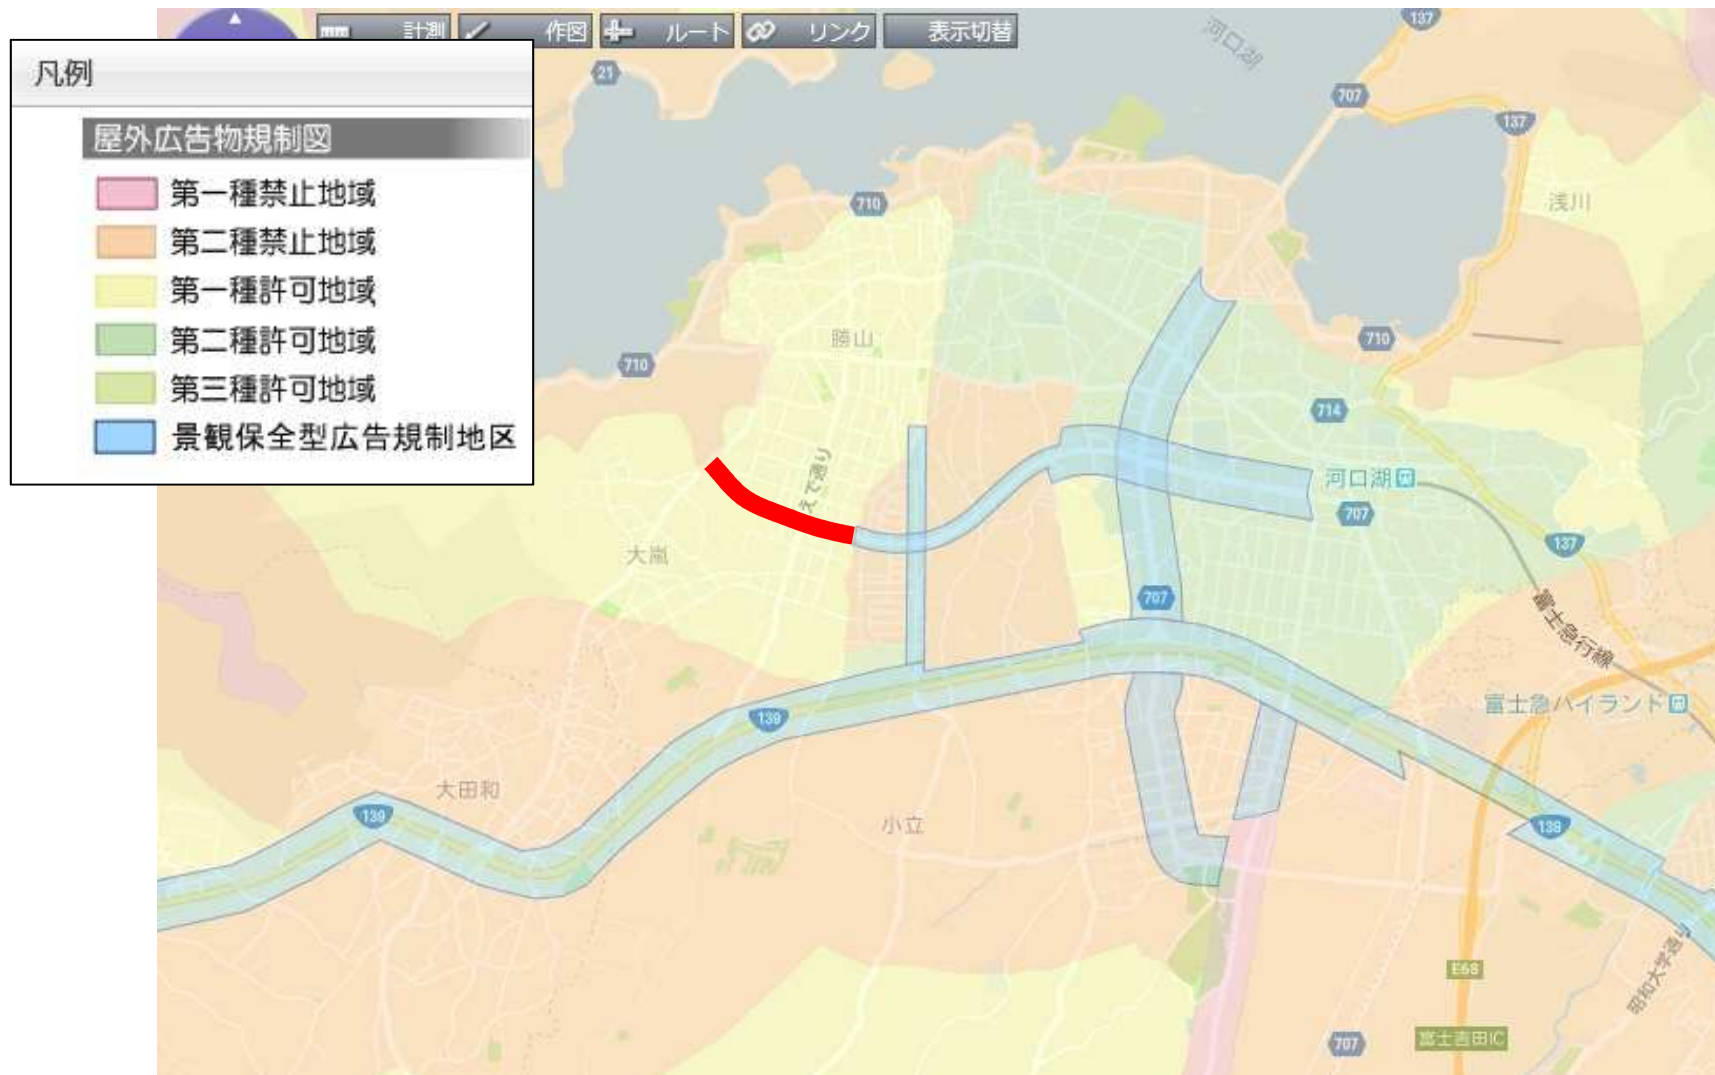 計測
作図
ルート
リンク
表示切替
凡例
屋外広告物規制図
第一種禁止地域
第二種禁止地域
第一種許可地域
第二種許可地域
第三種許可地域
景観保全型広告規制地区
137
河口湖
21
707
137
710
浅川
勝山
710
710
714
えで通り
河口湖
707
大嵐
137
707
富士急行線
富士急ハイランド
139
大田和
139
小立
139
昭和大学通り
E68
707
富士吉田IC